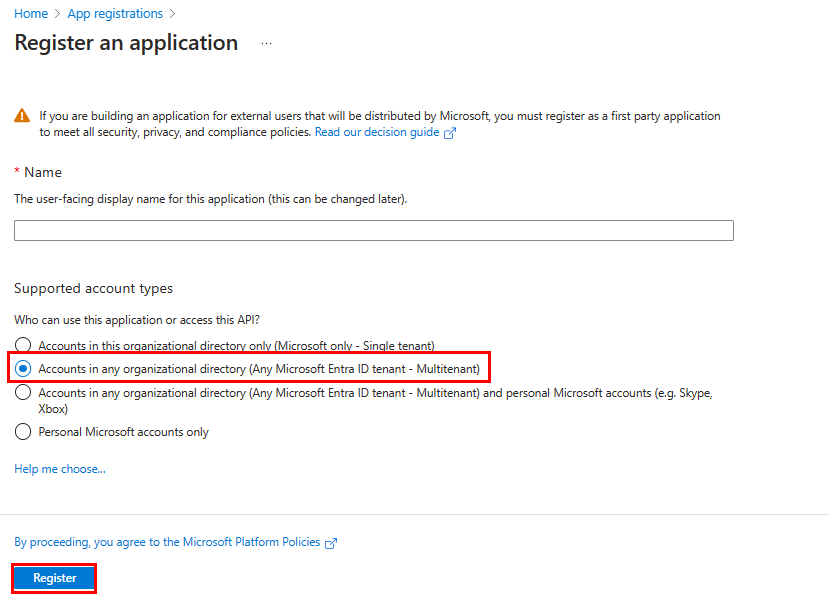 Home > App registrations >
Register an application ...
If you are building an application for external users that will be distributed by Microsoft, you must register as a first party application
to meet all security, privacy, and compliance policies. Read our decision guide
* Name
The user-facing display name for this application (this can be changed later).
Supported account types
Who can use this application or access this API?
Accounts in this organizational directory only (Microsoft only - Single tenant)
Accounts in any organizational directory (Any Microsoft Entra ID tenant - Multitenant)
Accounts in any organizational directory (Any Microsoft Entra ID tenant - Multitenant) and personal Microsoft accounts (e.g. Skype,
Xbox)
Personal Microsoft accounts only
Help me choose...
By proceeding, you agree to the Microsoft Platform Policies
Register